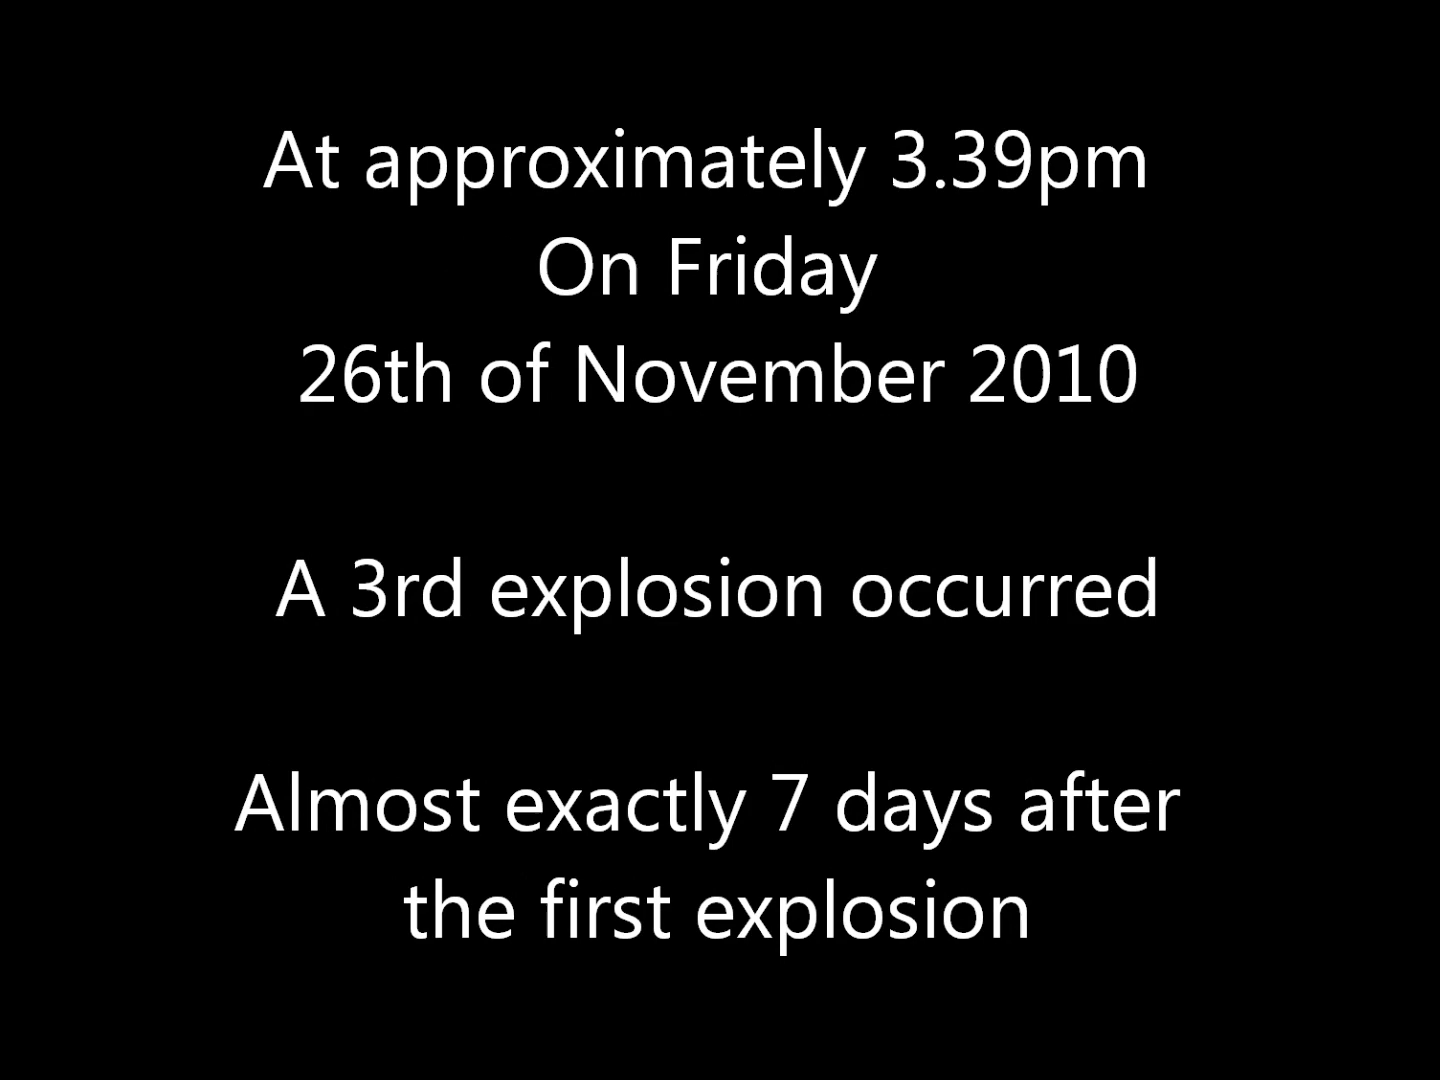 At approximately 3.39pm
On Friday
26th of November 2010
A 3rd explosion occurred
Almost exactly 7 days after
the first explosion